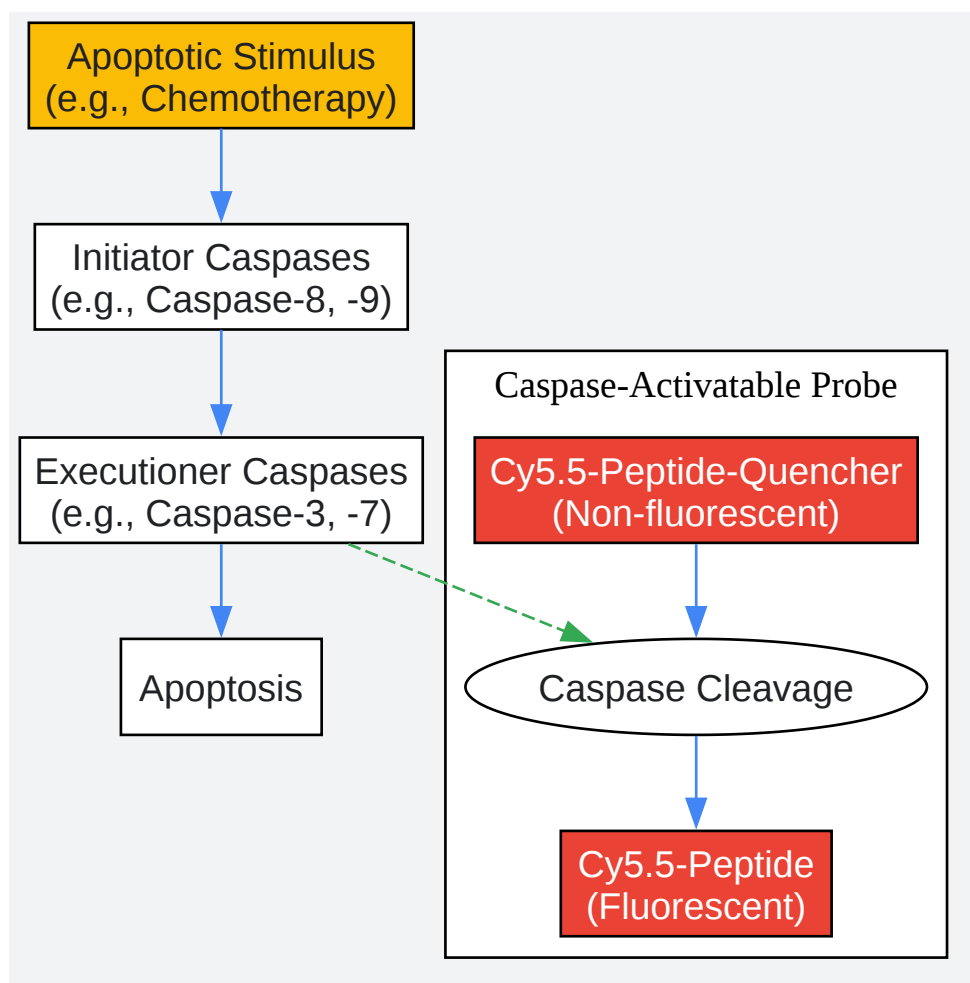 Apoptotic Stimulus
(e.g., Chemotherapy)
Initiator Caspases
(e.g., Caspase-8, -9)
Executioner Caspases
(e.g., Caspase-3, -7)
Apoptosis
Caspase-Activatable Probe
Cy5.5-Peptide-Quencher
(Non-fluorescent)
Caspase Cleavage
Cy5.5-Peptide
(Fluorescent)